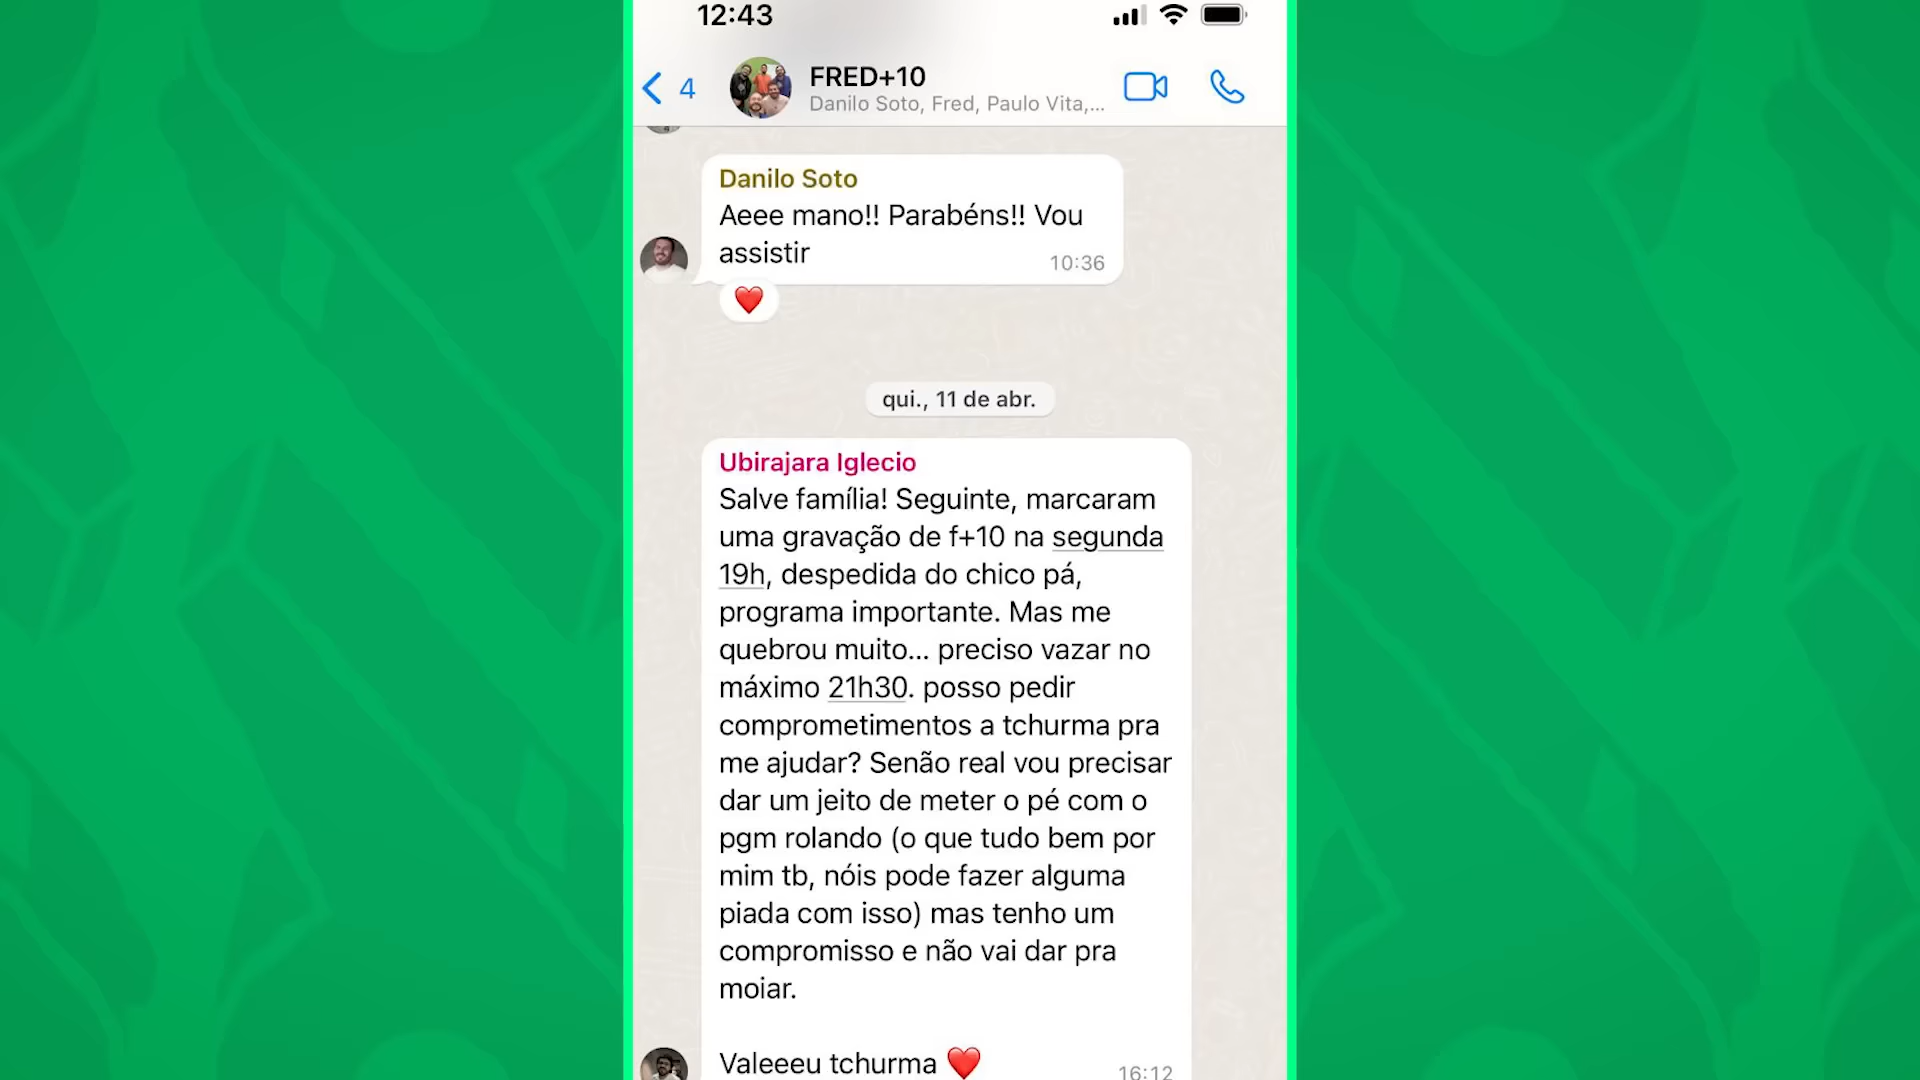 12:43
4
FRED+10
Danilo Soto, Fred, Paulo Vita,...
Danilo Soto
Aeee mano!! Parabéns!! Vou
assistir
10:36
qui., 11 de abr.
Ubirajara Iglecio
Salve família! Seguinte, marcaram
uma gravação de f+10 na segunda
19h, despedida do chico pá,
programa importante. Mas me
quebrou muito... preciso vazar no
máximo 21h30. posso pedir
comprometimentos a tchurma pra
me ajudar? Senão real vou precisar
dar um jeito de meter o pé com o
pgm rolando (o que tudo bem por
mim tb, nóis pode fazer alguma
piada com isso) mas tenho um
compromisso e não vai dar pra
moiar.
Valeeeu tchurma ❤️
16:12